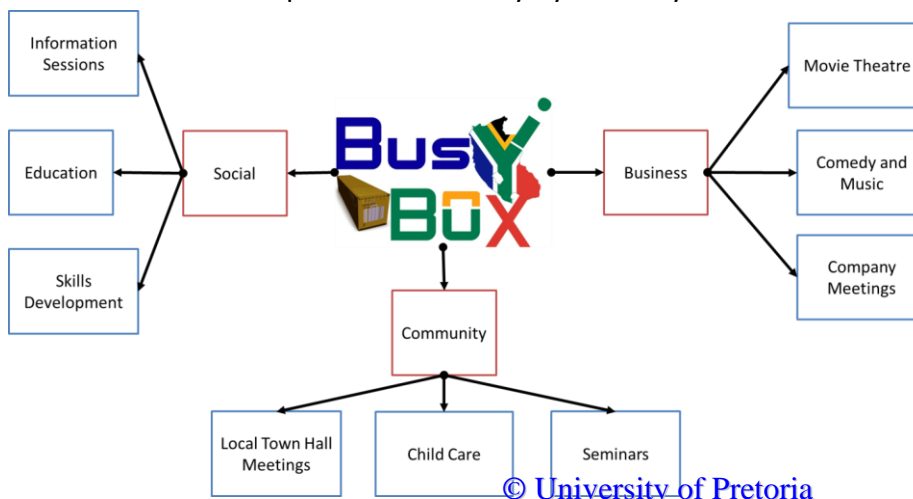 Information
Sessions
Education
Skills
Development
Social
BusY
Box
Business
Movie Theatre
Comedy and
Music
Company
Meetings
Community
Local Town Hall
Meetings
Child Care
Seminars
© University of Pretoria